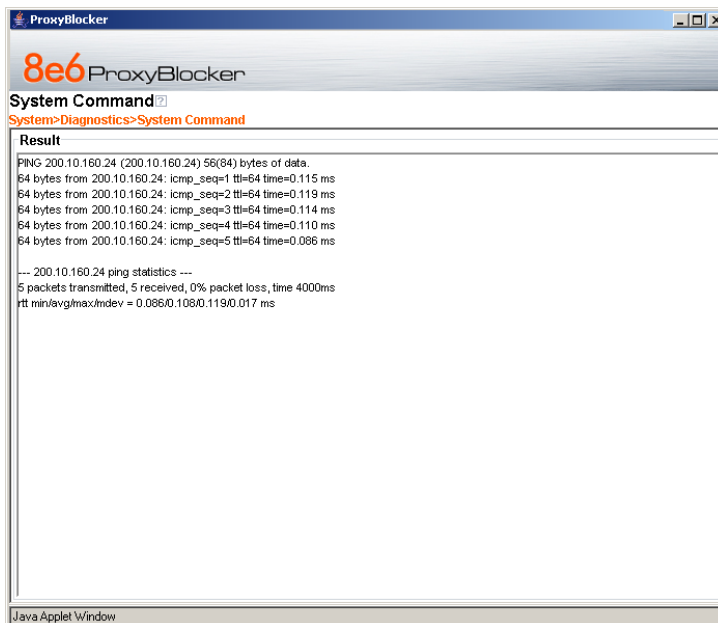 ProxyBlocker
8e6 ProxyBlocker
System Command?
System>Diagnostics>System Command
Result
PING 200.10.160.24 (200.10.160.24) 56(84) bytes of data.
64 bytes from 200.10.160.24: icmp_seq=1 ttl=64 time=0.115 ms
64 bytes from 200.10.160.24: icmp_seq=2 ttl=64 time=0.119 ms
64 bytes from 200.10.160.24: icmp_seq=3 ttl=64 time=0.114 ms
64 bytes from 200.10.160.24: icmp_seq=4 ttl=64 time=0.110 ms
64 bytes from 200.10.160.24: icmp_seq=5 ttl=64 time=0.086 ms
--- 200.10.160.24 ping statistics ---
5 packets transmitted, 5 received, 0% packet loss, time 4000ms
rtt min/avg/max/mdev = 0.086/0.108/0.119/0.017 ms
Java Applet Window